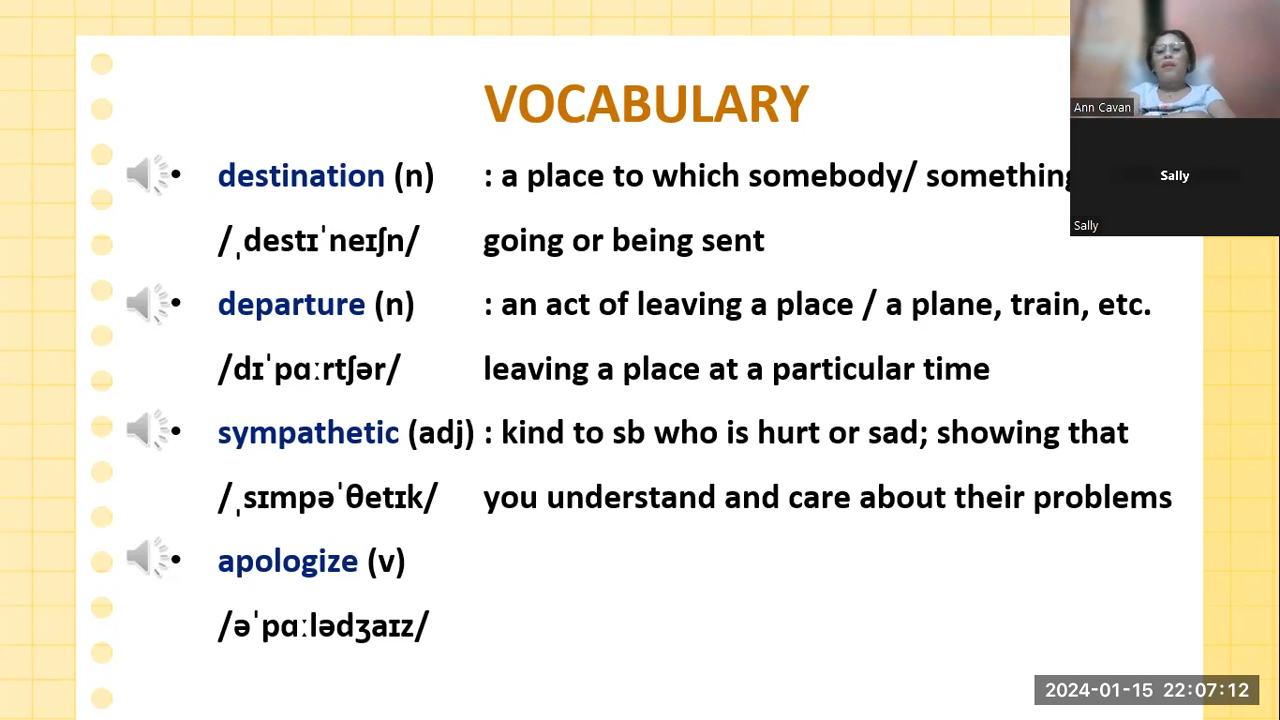 VOCABULARY
Ann Cavan
destination (n) : a place to which somebody/ something
Sally
Sally
/ˌdestɪˈneɪʃn/ going or being sent
departure (n) : an act of leaving a place / a plane, train, etc.
/dɪˈpɑːrtʃər/ leaving a place at a particular time
sympathetic (adj) : kind to sb who is hurt or sad; showing that
/ˌsɪmpəˈθetɪk/ you understand and care about their problems
apologize (v)
/əˈpɑːlədʒaɪz/
2024-01-15 22:07:12